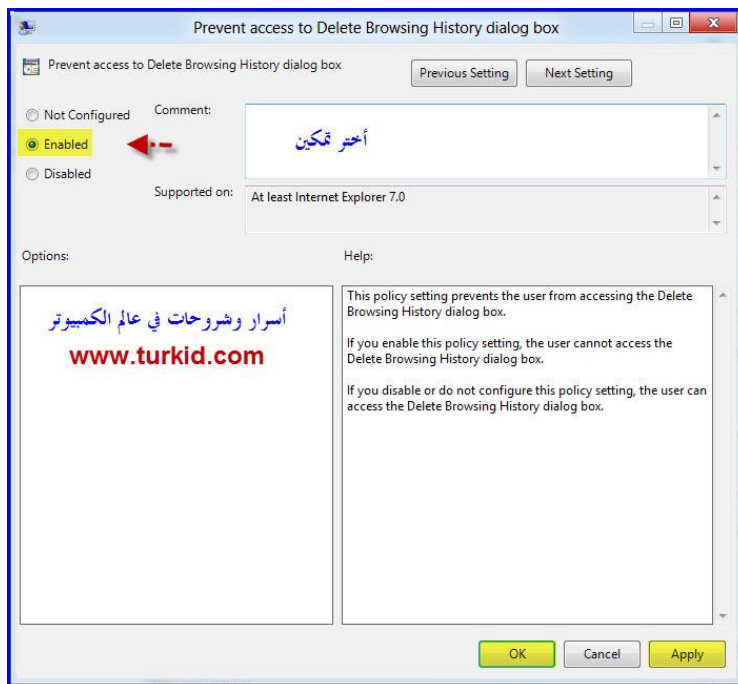 Prevent access to Delete Browsing History dialog box
Prevent access to Delete Browsing History dialog box
Previous Setting
Next Setting
Not Configured
Comment:
أختر تمكين
Enabled
Disabled
Supported on:
At least Internet Explorer 7.0
Options:
Help:
أسرار وشروحات في عالم الكمبيوتر
www.turkid.com
This policy setting prevents the user from accessing the Delete
Browsing History dialog box.
If you enable this policy setting, the user cannot access the
Delete Browsing History dialog box.
If you disable or do not configure this policy setting, the user can
access the Delete Browsing History dialog box.
OK
Cancel
Apply